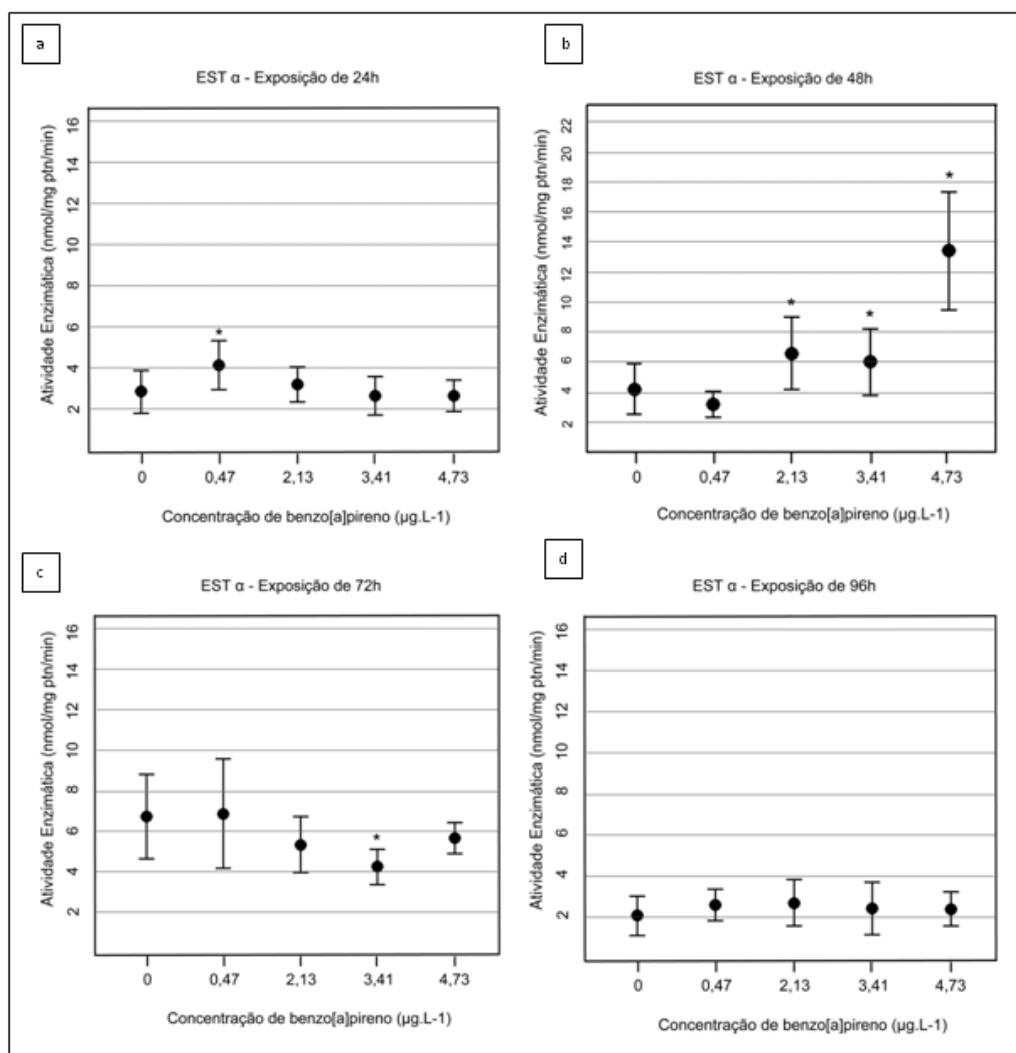 a
EST α - Exposição de 24h
Atividade Enzimática (nmol/mg ptn/min)
16
14
12
10
8
6
4
2
*
0 0,47 2,13 3,41 4,73
Concentração de benzo[a]pireno (µg.L-1)
b
EST α - Exposição de 48h
Atividade Enzimática (nmol/mg ptn/min)
22
20
18
16
14
12
10
8
6
4
2
* * *
0 0,47 2,13 3,41 4,73
Concentração de benzo[a]pireno (µg.L-1)
c
EST α - Exposição de 72h
Atividade Enzimática (nmol/mg ptn/min)
16
14
12
10
8
6
4
2
*
0 0,47 2,13 3,41 4,73
Concentração de benzo[a]pireno (µg.L-1)
d
EST α - Exposição de 96h
Atividade Enzimática (nmol/mg ptn/min)
16
14
12
10
8
6
4
2
0 0,47 2,13 3,41 4,73
Concentração de benzo[a]pireno (µg.L-1)